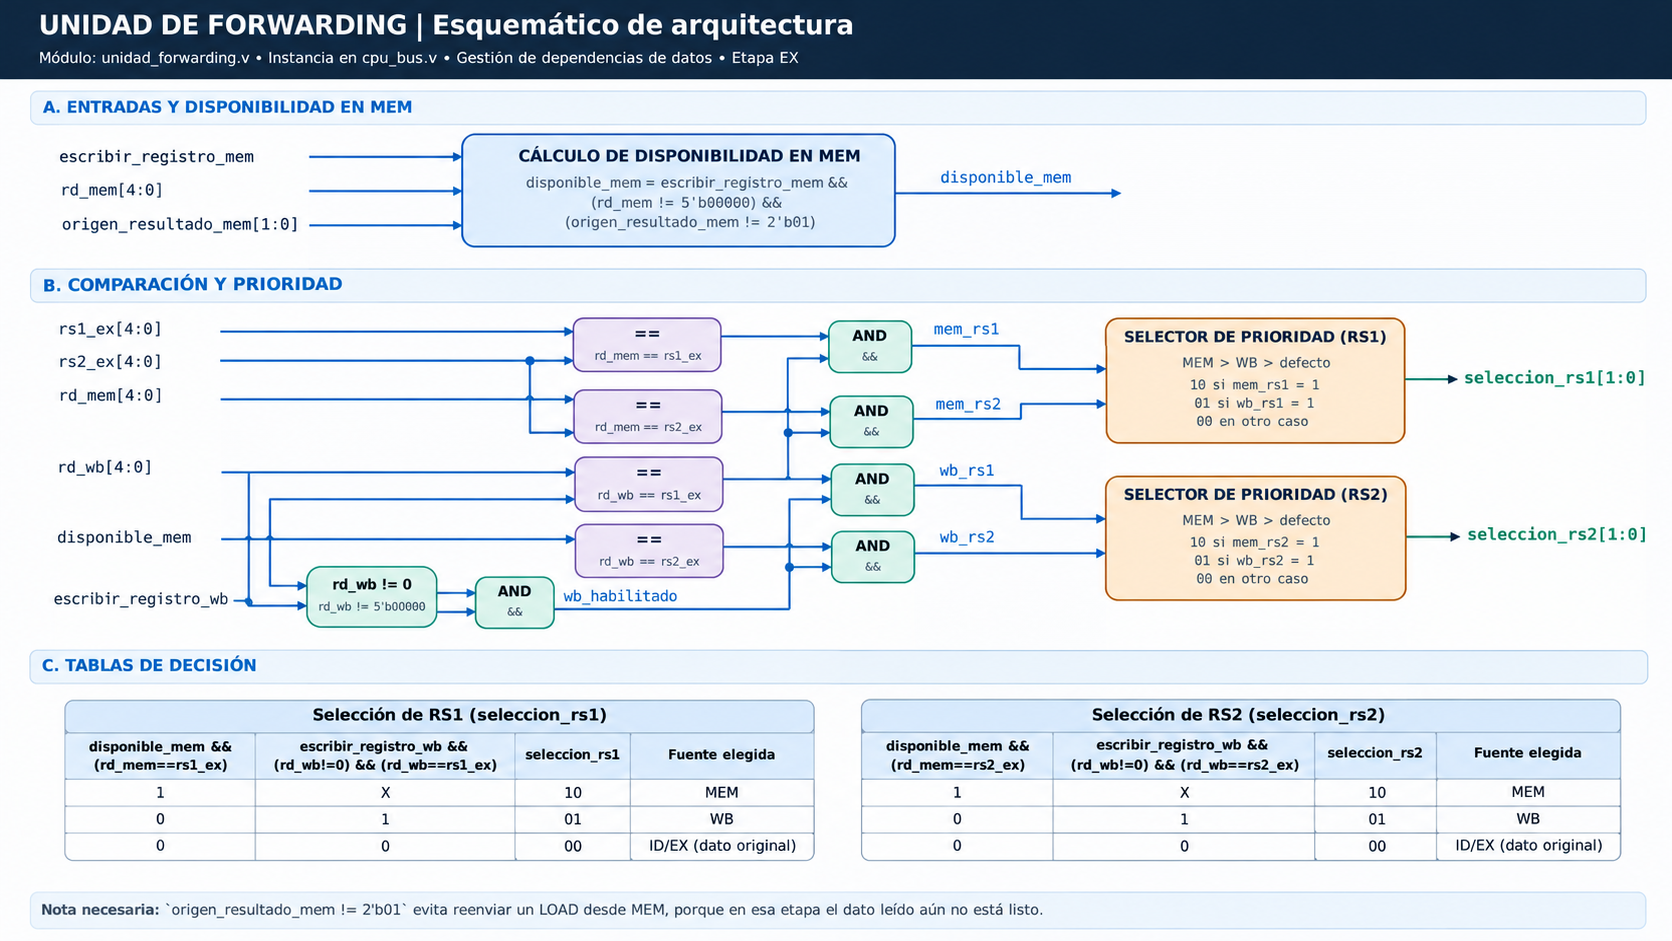 UNIDAD DE FORWARDING | Esquemático de arquitectura
Módulo: unidad_forwarding.v • Instancia en cpu_bus.v • Gestión de dependencias de datos • Etapa EX
A. ENTRADAS Y DISPONIBILIDAD EN MEM
escribir_registro_mem
rd_mem[4:0]
origen_resultado_mem[1:0]
CÁLCULO DE DISPONIBILIDAD EN MEM
disponible_mem = escribir_registro_mem &&
(rd_mem != 5'b00000) &&
(origen_resultado_mem != 2'b01)
disponible_mem
B. COMPARACIÓN Y PRIORIDAD
rs1_ex[4:0]
rs2_ex[4:0]
rd_mem[4:0]
rd_wb[4:0]
disponible_mem
escribir_registro_wb
==
rd_mem == rs1_ex
==
rd_mem == rs2_ex
==
rd_wb == rs1_ex
==
rd_wb == rs2_ex
rd_wb != 0
rd_wb != 5'b00000
AND
&&
wb_habilitado
AND
&&
mem_rs1
AND
&&
mem_rs2
AND
&&
wb_rs1
AND
&&
wb_rs2
SELECTOR DE PRIORIDAD (RS1)
MEM > WB > defecto
10 si mem_rs1 = 1
01 si wb_rs1 = 1
00 en otro caso
seleccion_rs1[1:0]
SELECTOR DE PRIORIDAD (RS2)
MEM > WB > defecto
10 si mem_rs2 = 1
01 si wb_rs2 = 1
00 en otro caso
seleccion_rs2[1:0]
C. TABLAS DE DECISIÓN
Selección de RS1 (seleccion_rs1)
disponible_mem && (rd_mem==rs1_ex) escribir_registro_wb && (rd_wb!=0) && (rd_wb==rs1_ex) seleccion_rs1 Fuente elegida
1 X 10 MEM
0 1 01 WB
0 0 00 ID/EX (dato original)
Selección de RS2 (seleccion_rs2)
disponible_mem && (rd_mem==rs2_ex) escribir_registro_wb && (rd_wb!=0) && (rd_wb==rs2_ex) seleccion_rs2 Fuente elegida
1 X 10 MEM
0 1 01 WB
0 0 00 ID/EX (dato original)
Nota necesaria: `origen_resultado_mem != 2'b01` evita reenviar un LOAD desde MEM, porque en esa etapa el dato leído aún no está listo.